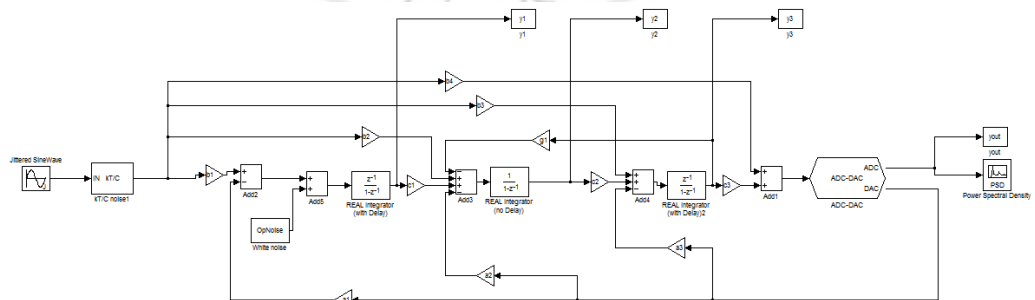 y1
y2
y3
y1
y2
y3
b4
b3
b2
g1
Jittered SineWave
yout
yout
ADC
DAC
ADC-DAC
ADC-DAC
IN kT/C
kT/C noise1
b1
Add2
Add5
z⁻¹
1-z⁻¹
REAL Integrator
(with Delay)
c1
Add3
1
1-z⁻¹
REAL Integrator
(no Delay)
c2
Add4
z⁻¹
1-z⁻¹
REAL Integrator
(with Delay)2
c3
Add1
PSD
Power Spectral Density
OpNoise
White noise
a3
a2
a1